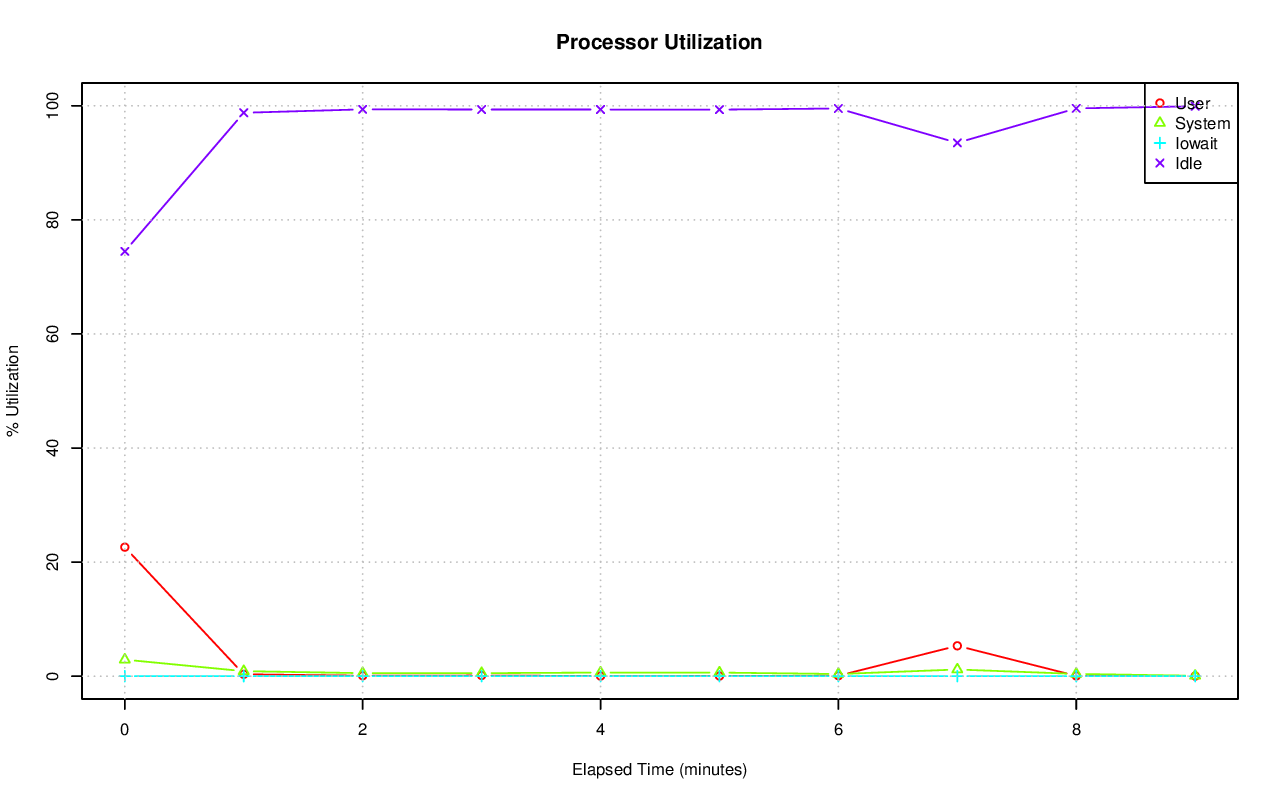 Processor Utilization
% Utilization
100
80
60
40
20
0
User
System
Iowait
Idle
0 2 4 6 8
Elapsed Time (minutes)